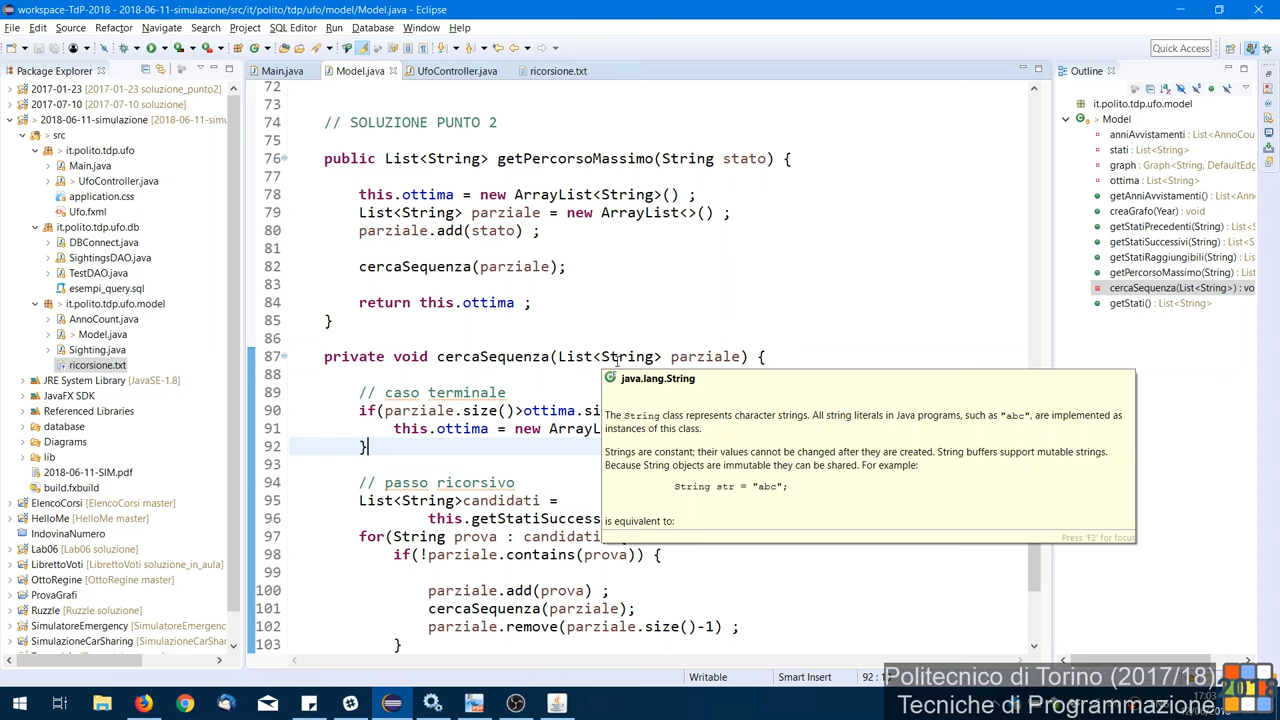 workspace-TdP-2018 - 2018-06-11-simulazione/src/it/polito/tdp/ufo/model/Model.java - Eclipse
File Edit Source Refactor Navigate Search Project SQL Editor Run Database Window Help
Quick Access
Package Explorer
Main.java
Model.java
UfoController.java
ricorsione.txt
Outline
2017-01-23 [2017-01-23 soluzione_punto2]
2017-07-10 [2017-07-10 soluzione]
> 2018-06-11-simulazione [2018-06-11-simu
> src
> it.polito.tdp.ufo
Main.java
> UfoController.java
application.css
Ufo.fxml
it.polito.tdp.ufo.db
DBConnect.java
SightingsDAO.java
TestDAO.java
esempi_query.sql
> it.polito.tdp.ufo.model
AnnoCount.java
> Model.java
Sighting.java
ricorsione.txt
JRE System Library [JavaSE-1.8]
JavaFX SDK
Referenced Libraries
database
Diagrams
lib
2018-06-11-SIM.pdf
build.fxbuild
ElencoCorsi [ElencoCorsi master]
HelloMe [HelloMe master]
IndovinaNumero
Lab06 [Lab06 soluzione]
LibrettoVoti [soluzione_in_aula]
OttoRegine [OttoRegine master]
ProvaGrafi
Ruzzle [Ruzzle soluzione]
SimulatoreEmergency [SimulatoreEmergen
SimulazioneCarSharing [SimulazioneCarShar
72
73
74 // SOLUZIONE PUNTO 2
75
76 public List<String> getPercorsoMassimo(String stato) {
77
78 this.ottima = new ArrayList<String>() ;
79 List<String> parziale = new ArrayList<>() ;
80 parziale.add(stato) ;
81
82 cercaSequenza(parziale);
83
84 return this.ottima ;
85 }
86
87 private void cercaSequenza(List<String> parziale) {
88
89 // caso terminale
90 if(parziale.size()>ottima.si
91 this.ottima = new ArrayL
92 }
93
94 // passo ricorsivo
95 List<String>candidati =
96 this.getStatiSuccess
97 for(String prova : candidati
98 if(!parziale.contains(prova)) {
99
100 parziale.add(prova) ;
101 cercaSequenza(parziale);
102 parziale.remove(parziale.size()-1) ;
103 }
java.lang.String
The String class represents character strings. All string literals in Java programs, such as "abc", are implemented as
instances of this class.
Strings are constant; their values cannot be changed after they are created. String buffers support mutable strings.
Because String objects are immutable they can be shared. For example:
String str = "abc";
is equivalent to:
Press 'F2' for focus
it.polito.tdp.ufo.model
Model
anniAvvistamenti : List<AnnoCoun
stati : List<String>
graph : Graph<String, DefaultEdg
ottima : List<String>
getAnniAvvistamenti() : List<Anno
creaGrafo(Year) : void
getStatiPrecedenti(String) : List<S
getStatiSuccessivi(String) : List<S
getStatiRaggiungibili(String) : List
getPercorsoMassimo(String) : List
cercaSequenza(List<String>) : vo
getStati() : List<String>
Writable
Smart Insert
Politecnico di Torino (2017/18)
Tecniche di Programmazione
17:03
2018